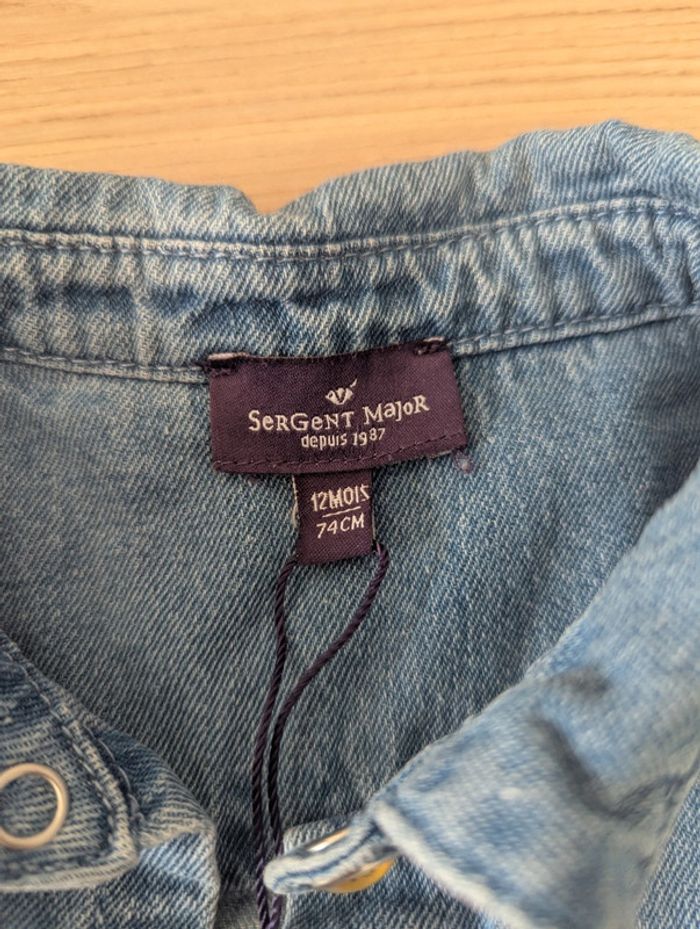 SeRGeNT MajoR
depuis 1987
12MOIS
74CM